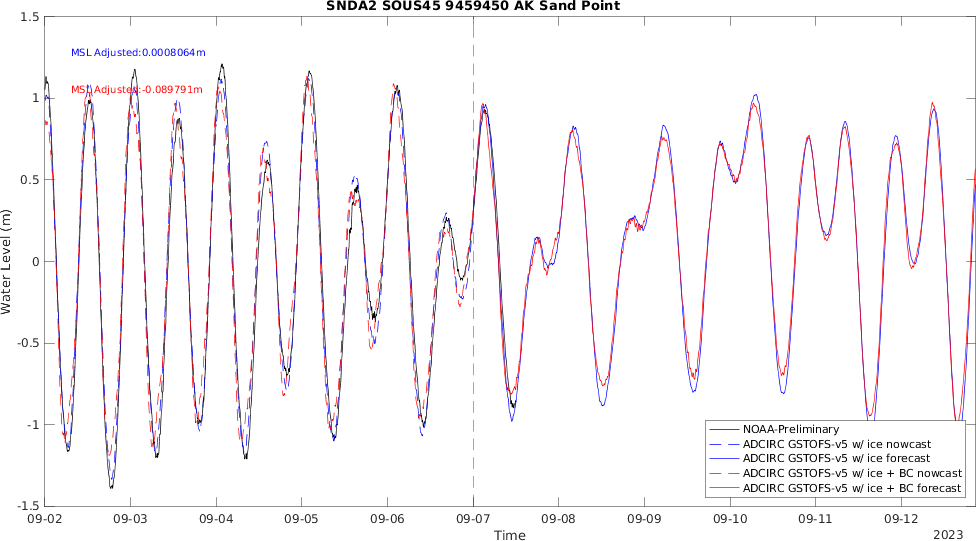 SNDA2 SOUS45 9459450 AK Sand Point
1.5
MSL Adjusted:0.0008064m
MSL Adjusted:-0.089791m
1
0.5
0
-0.5
-1
-1.5
Water Level (m)
NOAA-Preliminary
ADCIRC GSTOFS-v5 w/ ice nowcast
ADCIRC GSTOFS-v5 w/ ice forecast
ADCIRC GSTOFS-v5 w/ ice + BC nowcast
ADCIRC GSTOFS-v5 w/ ice + BC forecast
09-02 09-03 09-04 09-05 09-06 09-07 09-08 09-09 09-10 09-11 09-12
Time
2023